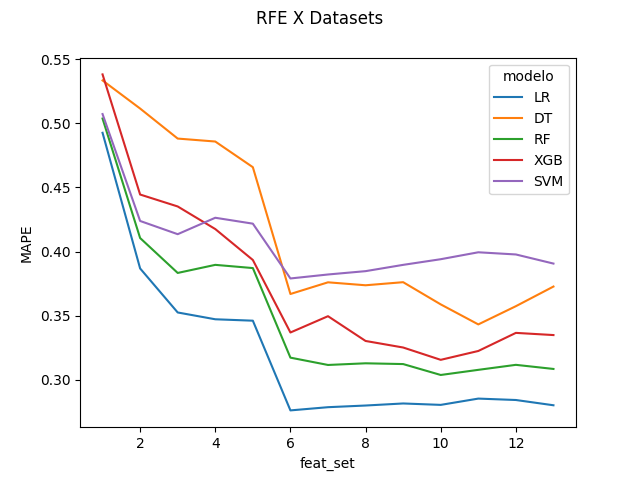 RFE X Datasets
0.55
0.50
0.45
0.40
0.35
0.30
MAPE
2 4 6 8 10 12
feat_set
modelo
LR
DT
RF
XGB
SVM